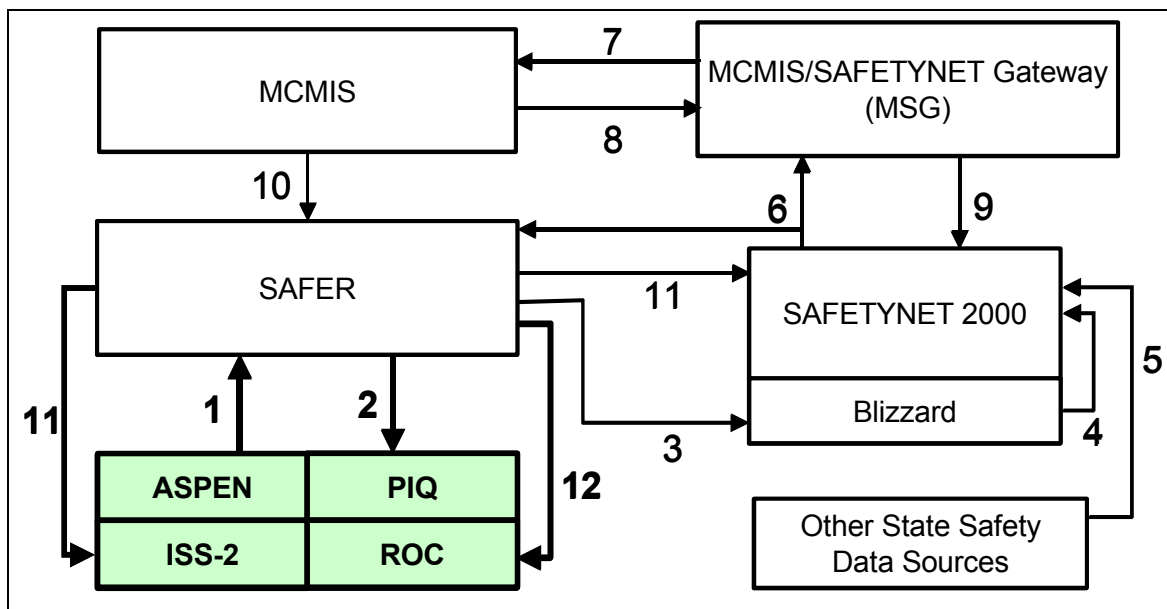 7
MCMIS
MCMIS/SAFETYNET Gateway
(MSG)
8
10
6
9
SAFER
11
SAFETYNET 2000
5
11
1
2
3
Blizzard
4
ASPEN
PIQ
12
ISS-2
ROC
Other State Safety
Data Sources